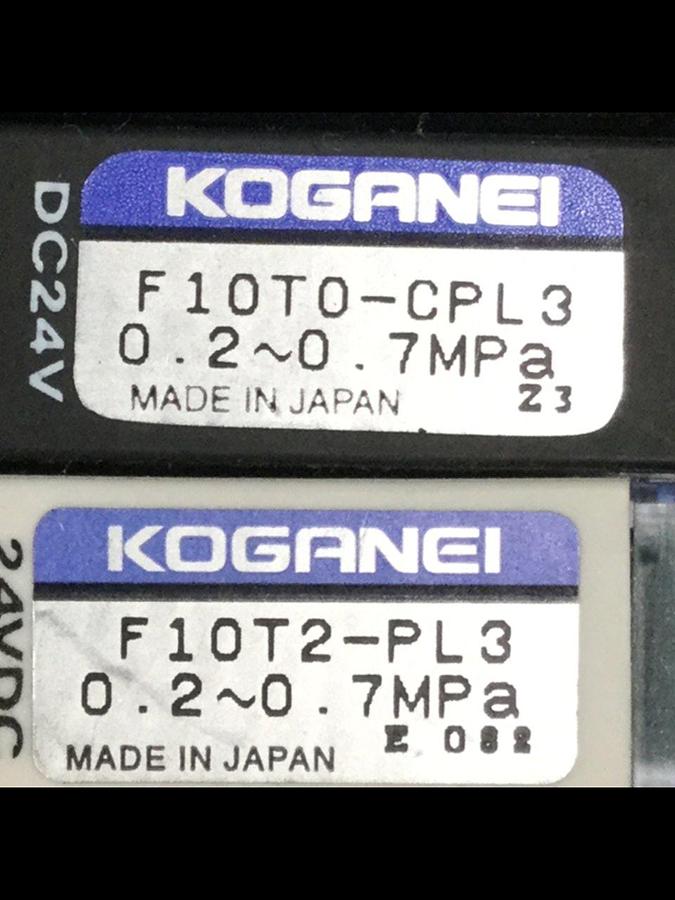 DC24V
KOGANEI
F10T0-CPL3
0.2~0.7MPa
MADE IN JAPAN Z3
24VDC
KOGANEI
F10T2-PL3
0.2~0.7MPa
E 082
MADE IN JAPAN